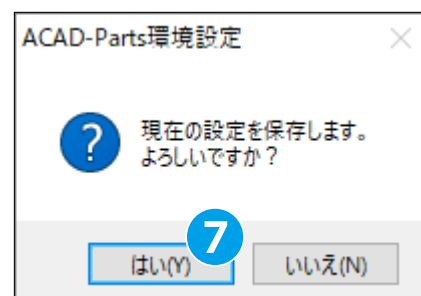 ACAD-Parts環境設定
現在の設定を保存します。
よろしいですか？
7
はい(Y)
いいえ(N)